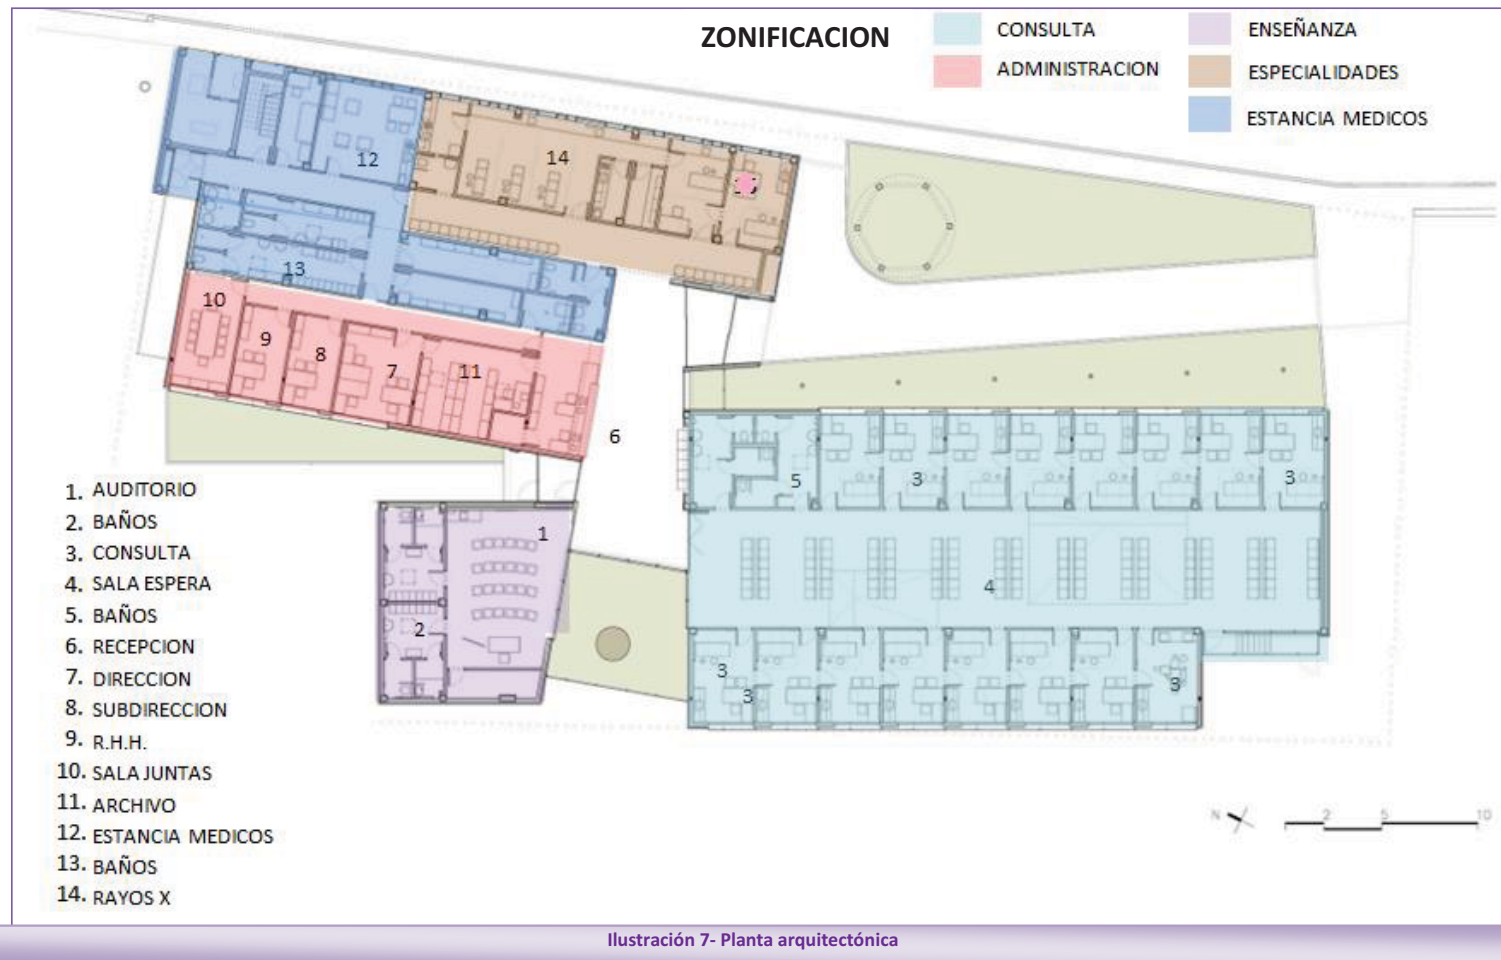 ZONIFICACION
CONSULTA
ADMINISTRACION
ENSEÑANZA
ESPECIALIDADES
ESTANCIA MEDICOS
12
14
13
10
9
8
7
11
6
5
3
3
1
4
2
3
3
3
1. AUDITORIO
2. BAÑOS
3. CONSULTA
4. SALA ESPERA
5. BAÑOS
6. RECEPCION
7. DIRECCION
8. SUBDIRECCION
9. R.H.H.
10. SALA JUNTAS
11. ARCHIVO
12. ESTANCIA MEDICOS
13. BAÑOS
14. RAYOS X
N
2 5 10
Ilustración 7- Planta arquitectónica